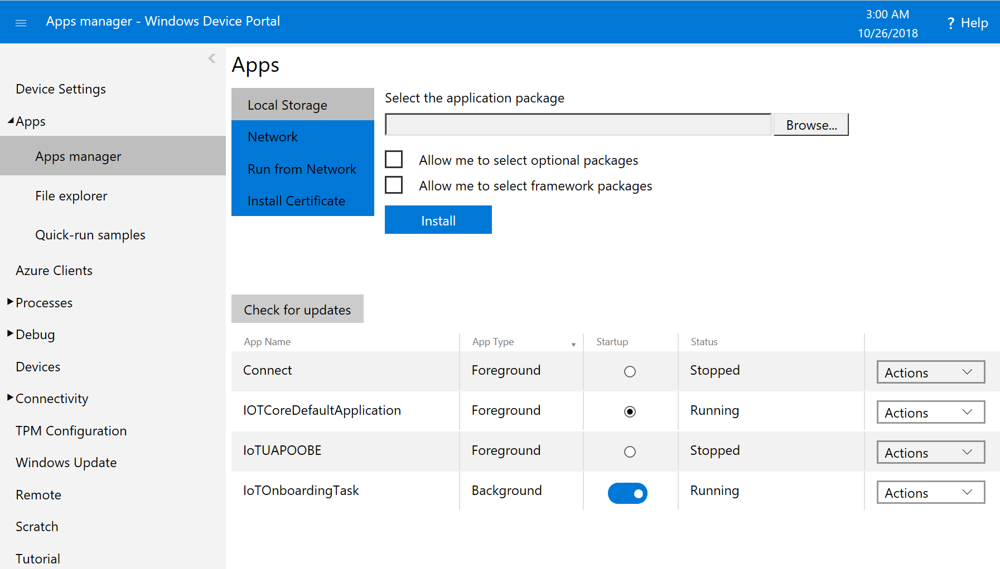 Apps manager - Windows Device Portal
3:00 AM
10/26/2018
? Help
Device Settings
Apps
Apps manager
File explorer
Quick-run samples
Azure Clients
Processes
Debug
Devices
Connectivity
TPM Configuration
Windows Update
Remote
Scratch
Tutorial
Apps
Local Storage
Network
Run from Network
Install Certificate
Select the application package
Browse...
Allow me to select optional packages
Allow me to select framework packages
Install
Check for updates
App Name App Type Startup Status
Connect Foreground Stopped Actions
IOTCoreDefaultApplication Foreground Running Actions
IoTUAPOOBE Foreground Stopped Actions
IoTOnboardingTask Background Running Actions